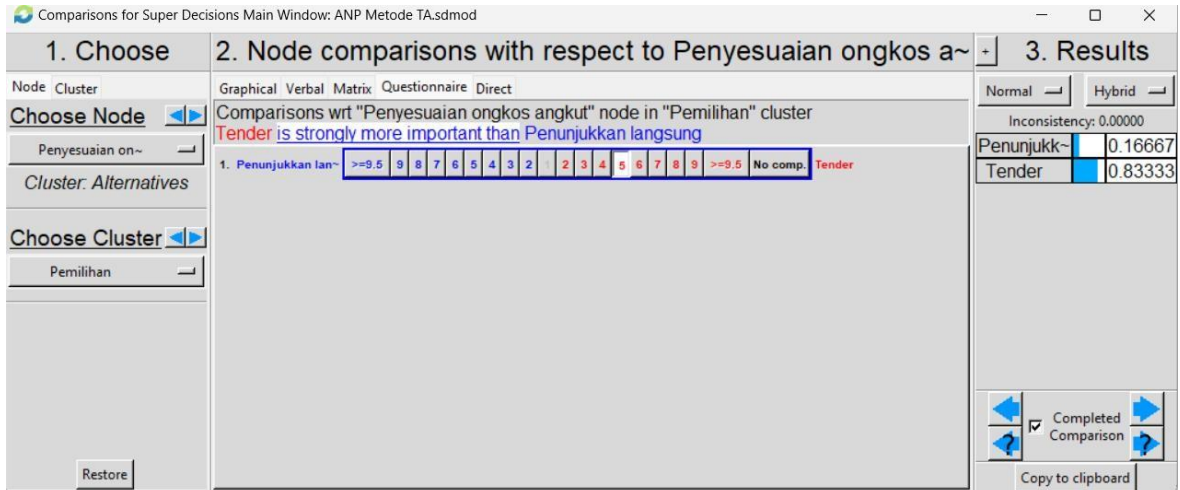 Comparisons for Super Decisions Main Window: ANP Metode TA.sdmod
1. Choose
Node Cluster
Choose Node
Penyesuaian on~
Cluster: Alternatives
Choose Cluster
Pemilihan
Restore
2. Node comparisons with respect to Penyesuaian ongkos a~
Graphical Verbal Matrix Questionnaire Direct
Comparisons wrt "Penyesuaian ongkos angkut" node in "Pemilihan" cluster
Tender is strongly more important than Penunjukkan langsung
1. Penunjukkan lan~ >=9.5 9 8 7 6 5 4 3 2 1 2 3 4 5 6 7 8 9 >=9.5 No comp. Tender
+ 3. Results
Normal Hybrid
Inconsistency: 0.00000
Penunjukk~ 0.16667
Tender 0.83333
Completed
Comparison
? ?
Copy to clipboard